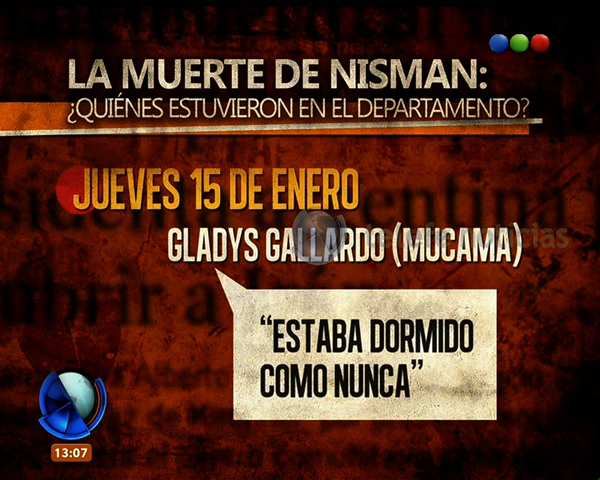 LA MUERTE DE NISMAN:
¿QUIÉNES ESTUVIERON EN EL DEPARTAMENTO?
JUEVES 15 DE ENERO
GLADYS GALLARDO (MUCAMA)
"ESTABA DORMIDO
COMO NUNCA"
13:07